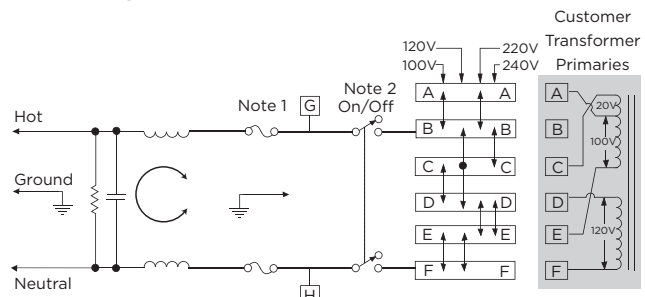 Customer
Transformer
Primaries
120V 220V
100V 240V
Note 1
G
Note 2
On/Off
Hot
Ground
Neutral
H
A A
B B
C C
D D
E E
F F
A
B
C
D
E
F
20V
100V
120V